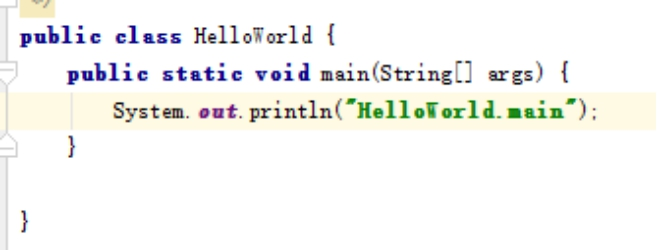 public class HelloWorld {
    public static void main(String[] args) {
        System.out.println("HelloWorld.main");
    }
}